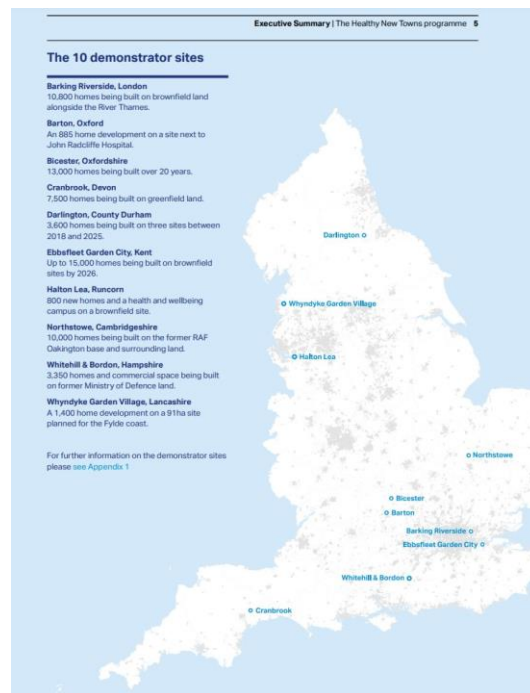 Executive Summary | The Healthy New Towns programme 5
The 10 demonstrator sites
Barking Riverside, London
10,800 homes being built on brownfield land
alongside the River Thames.
Barton, Oxford
An 885 home development on a site next to
John Radcliffe Hospital.
Bicester, Oxfordshire
13,000 homes being built over 20 years.
Cranbrook, Devon
7,500 homes being built on greenfield land.
Darlington, County Durham
3,600 homes being built on three sites between
2018 and 2025.
Ebbsfleet Garden City, Kent
Up to 15,000 homes being built on brownfield
sites by 2026.
Halton Lea, Runcorn
800 new homes and a health and wellbeing
campus on a brownfield site.
Northstowe, Cambridgeshire
10,000 homes being built on the former RAF
Oakington base and surrounding land.
Whitehill & Bordon, Hampshire
3,350 homes and commercial space being built
on former Ministry of Defence land.
Whyndyke Garden Village, Lancashire
A 1,400 home development on a 91ha site
planned for the Fylde coast.
For further information on the demonstrator sites
please see Appendix 1
Darlington
Whyndyke Garden Village
Halton Lea
Northstowe
Bicester
Barton
Barking Riverside
Ebbsfleet Garden City
Whitehill & Bordon
Cranbrook